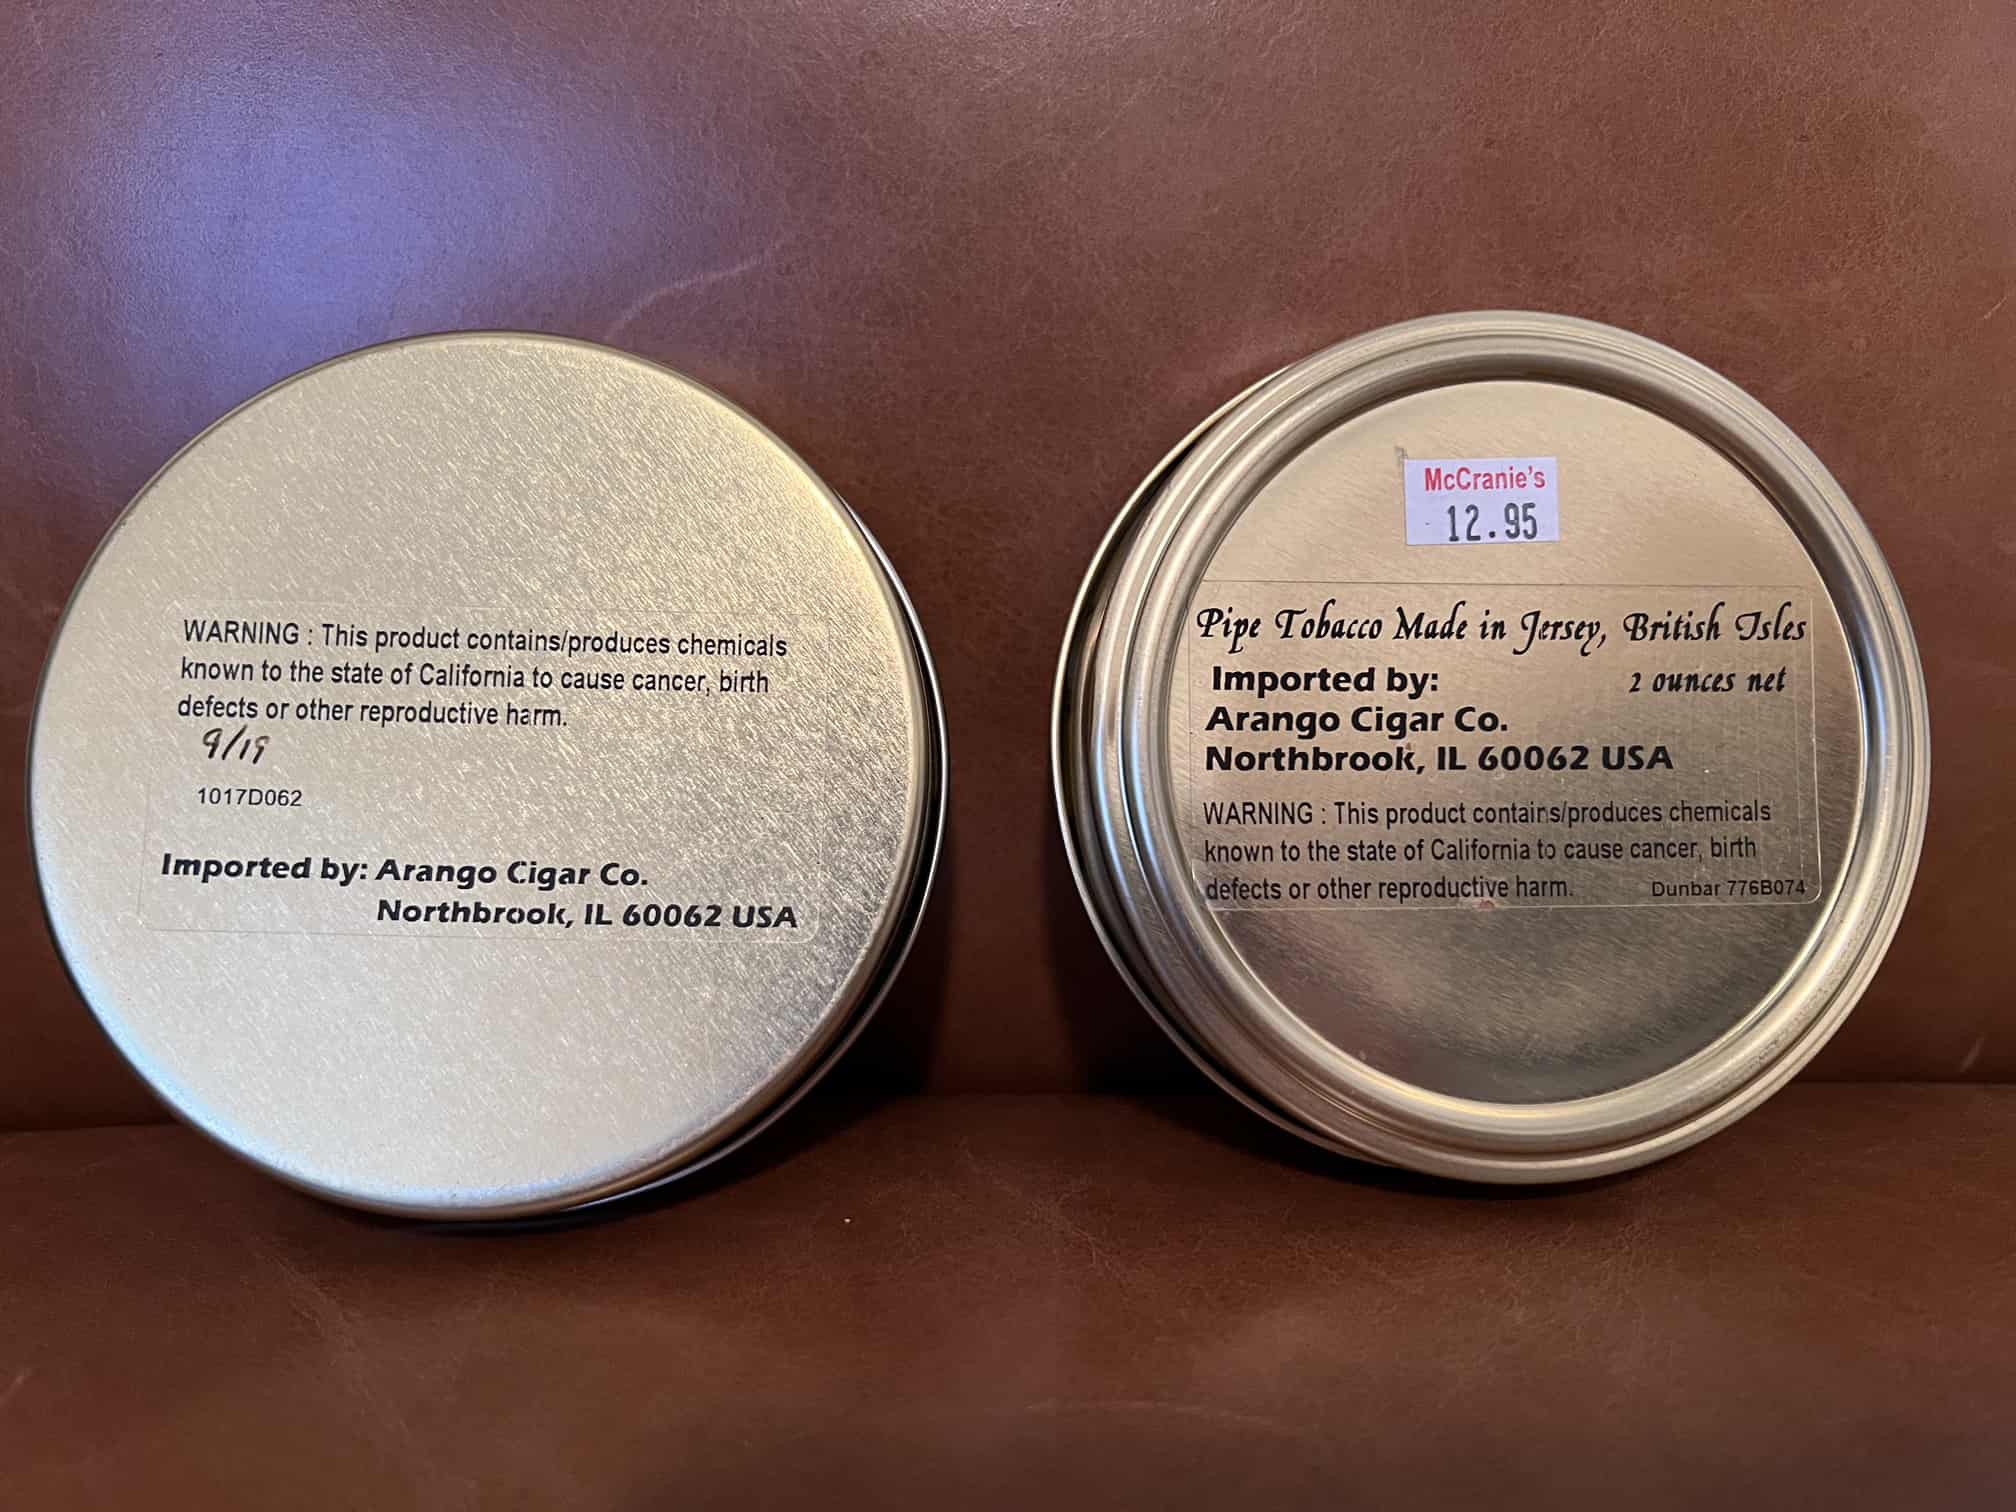 WARNING : This product contains/produces chemicals
known to the state of California to cause cancer, birth
defects or other reproductive harm.
9/19
1017D062
Imported by: Arango Cigar Co.
Northbrook, IL 60062 USA
McCranie's
12.95
Pipe Tobacco Made in Jersey, British Isles
Imported by: 2 ounces net
Arango Cigar Co.
Northbrook, IL 60062 USA
WARNING : This product contains/produces chemicals
known to the state of California to cause cancer, birth
defects or other reproductive harm. Dunbar 776B074